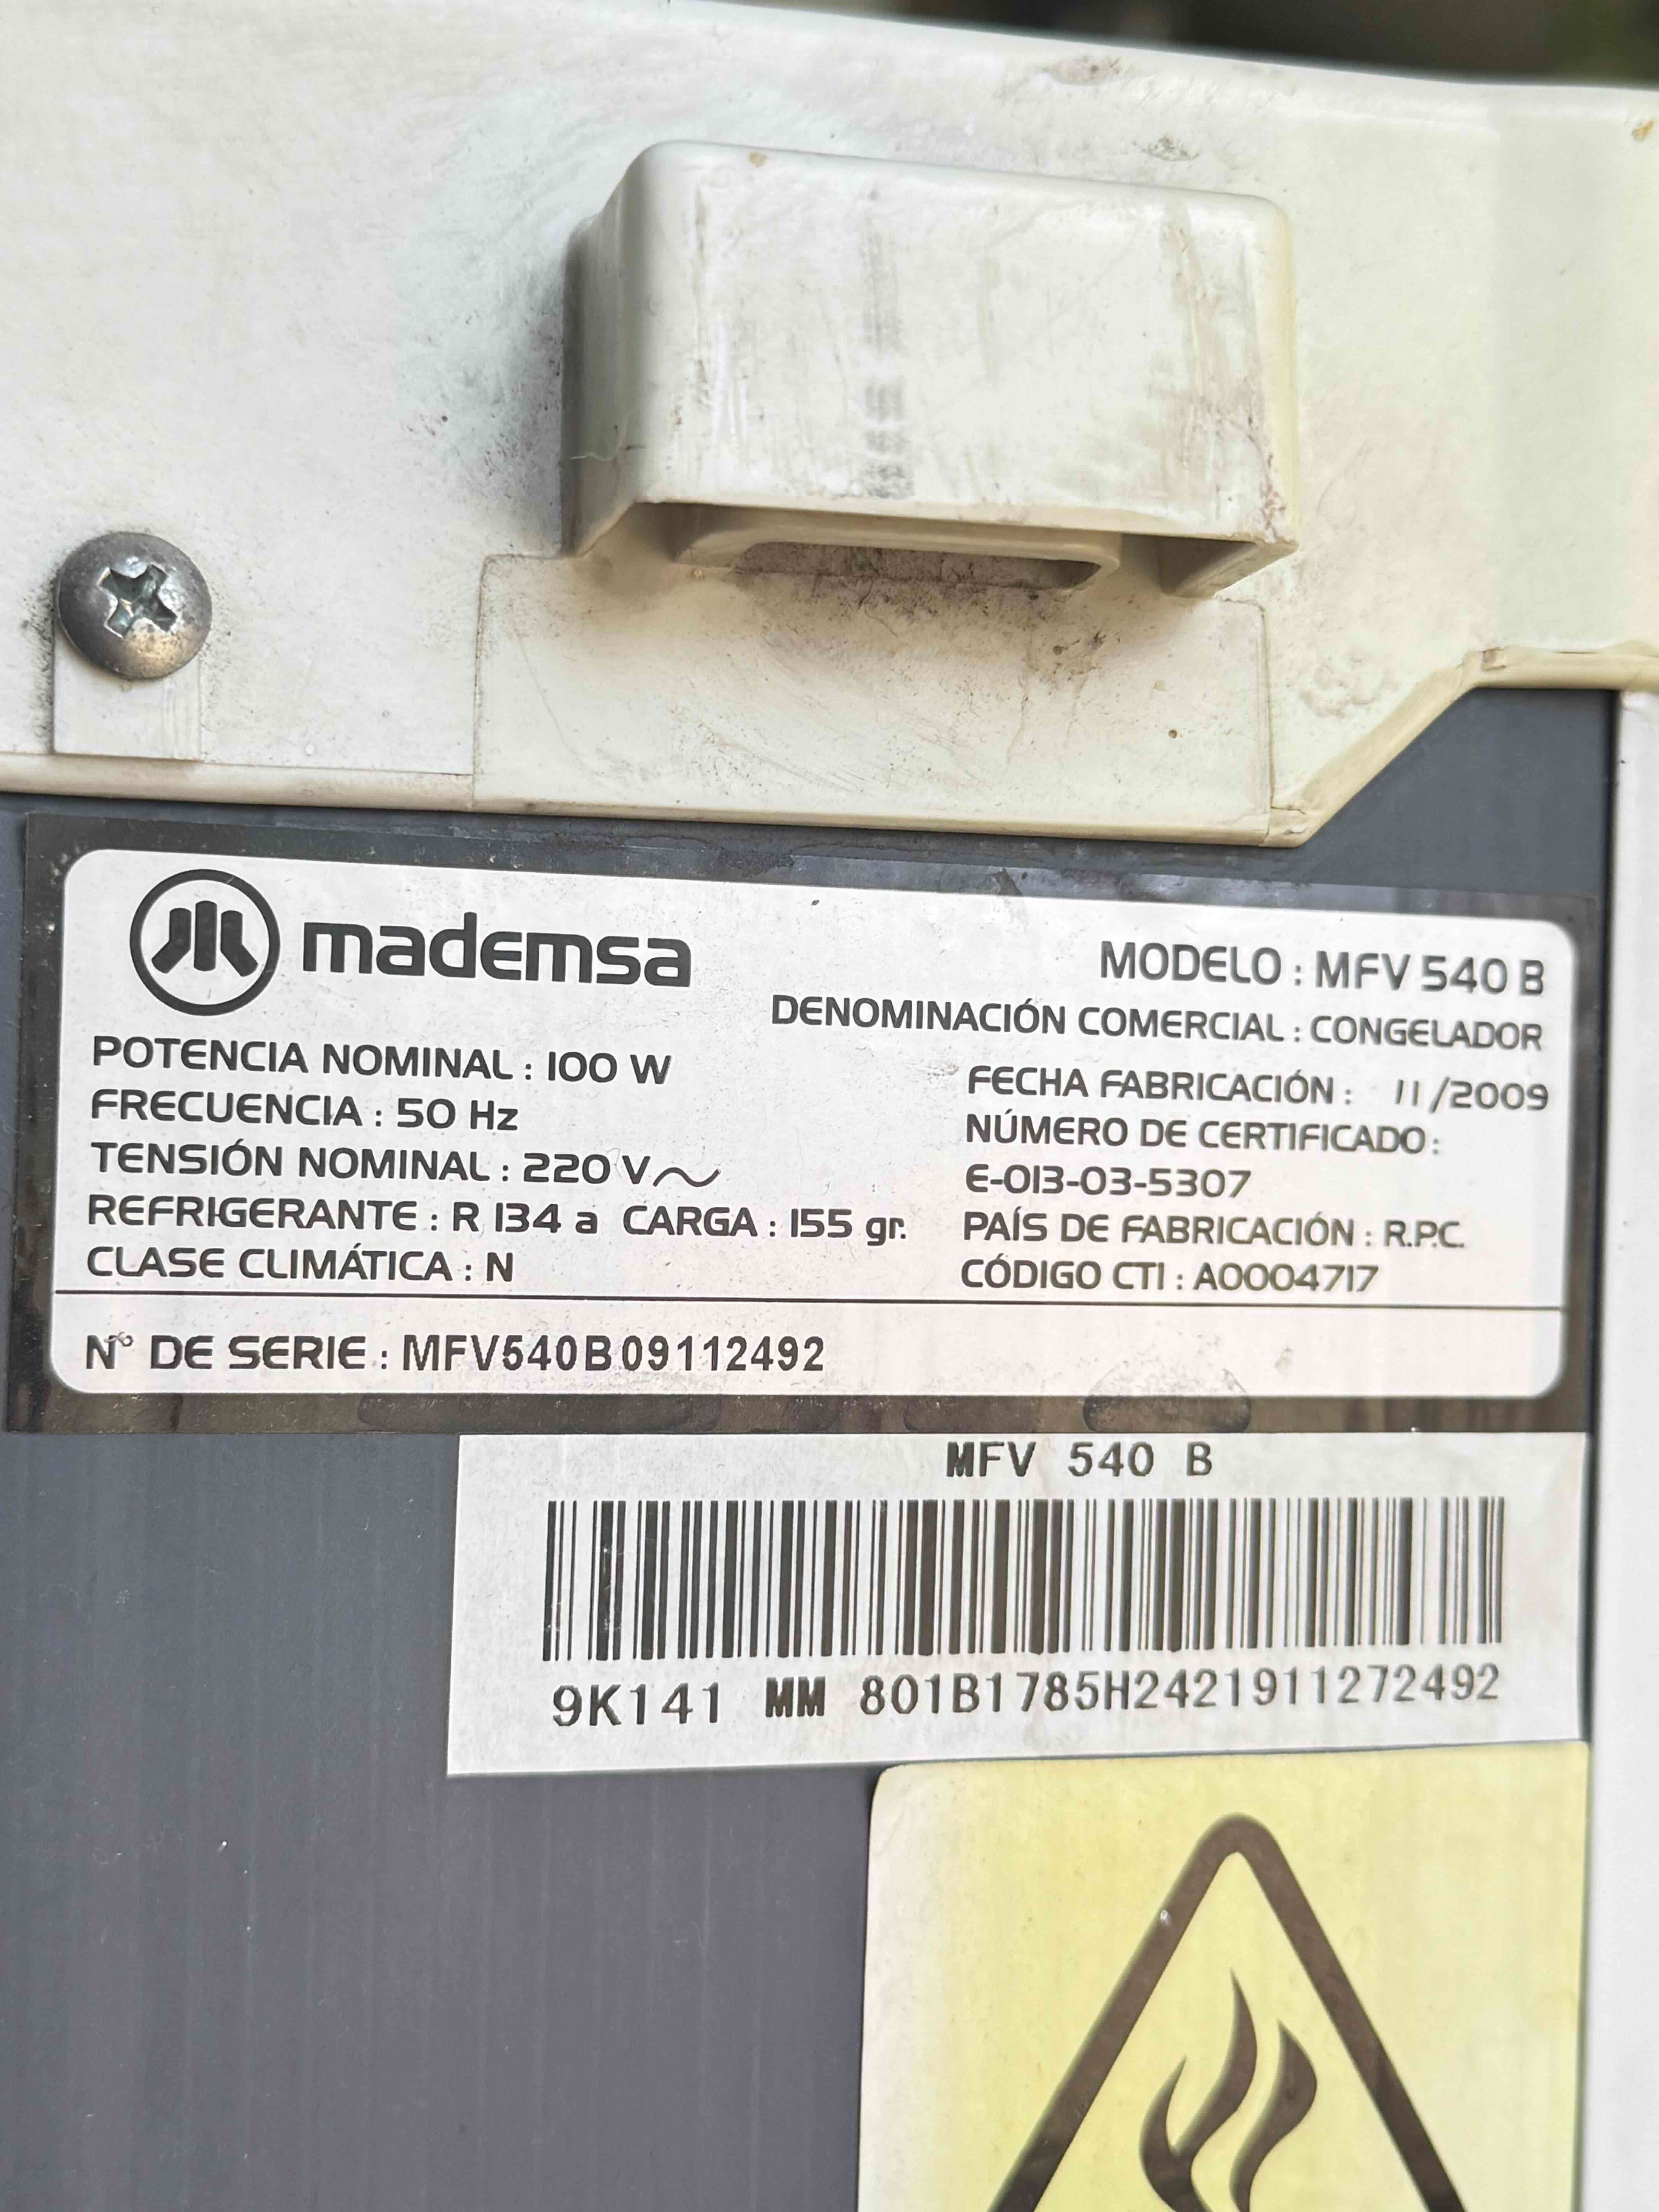 mademsa
MODELO : MFV 540 B
DENOMINACIÓN COMERCIAL : CONGELADOR
POTENCIA NOMINAL : 100 W
FRECUENCIA : 50 Hz
TENSIÓN NOMINAL : 220 V~
REFRIGERANTE : R 134 a CARGA : 155 gr.
CLASE CLIMÁTICA : N
FECHA FABRICACIÓN : 11/2009
NÚMERO DE CERTIFICADO :
E-013-03-5307
PAÍS DE FABRICACIÓN : R.P.C.
CÓDIGO CTI : A0004717
N° DE SERIE : MFV540B09112492
MFV 540 B
9K141 MM 801B1785H2421911272492